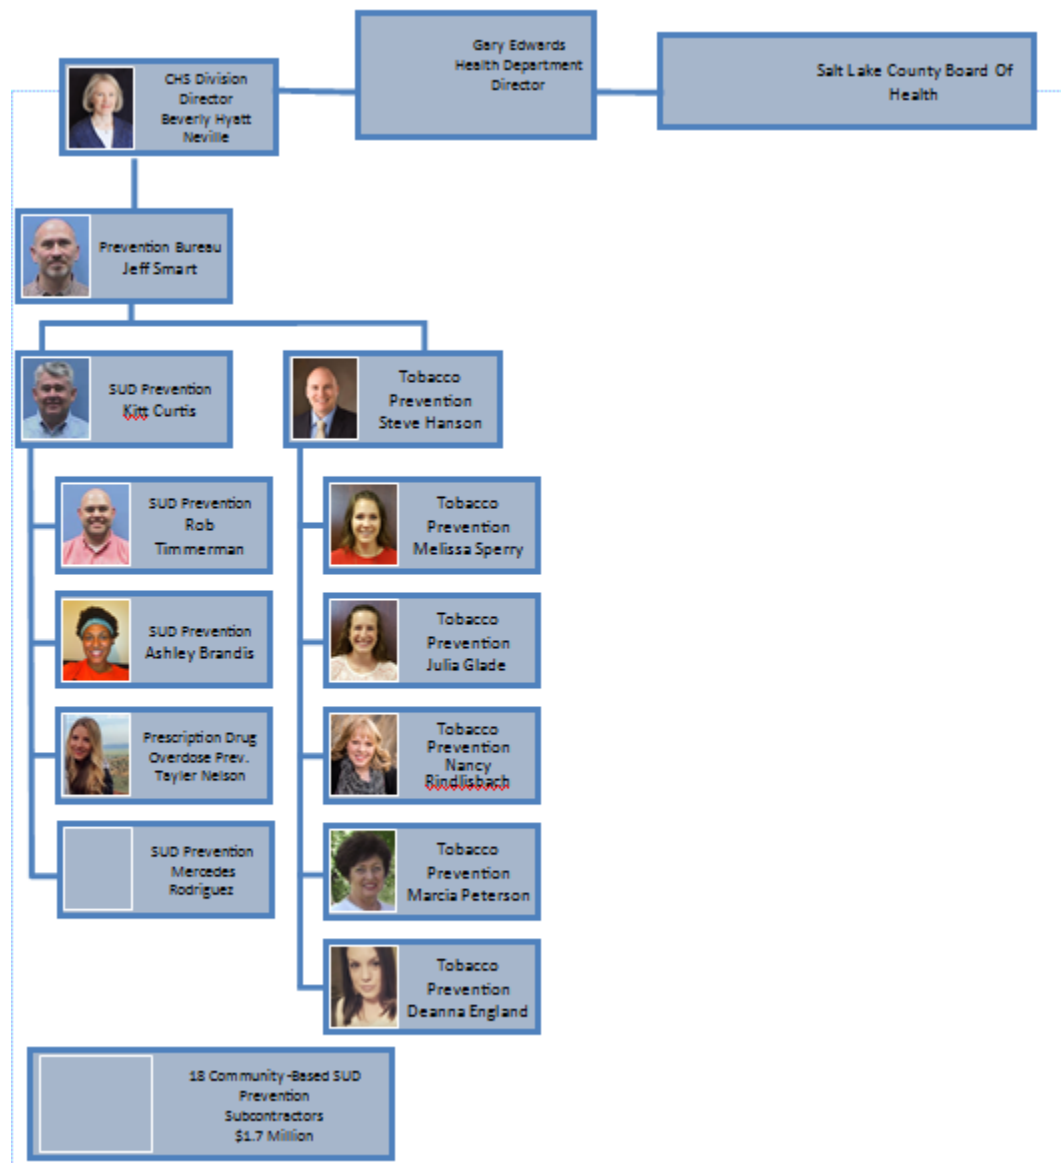 Gary Edwards
Health Department
Director
Salt Lake County Board Of
Health
CHS Division
Director
Beverly Hyatt
Neville
Prevention Bureau
Jeff Smart
SUD Prevention
Kitt Curtis
Tobacco
Prevention
Steve Hanson
SUD Prevention
Rob
Timmerman
SUD Prevention
Ashley Brandis
Prescription Drug
Overdose Prev.
Tayler Nelson
SUD Prevention
Mercedes
Rodriguez
Tobacco
Prevention
Melissa Sperry
Tobacco
Prevention
Julia Glade
Tobacco
Prevention
Nancy
Rindlisbach
Tobacco
Prevention
Marcia Peterson
Tobacco
Prevention
Deanna England
18 Community-Based SUD
Prevention
Subcontractors
$1.7 Million